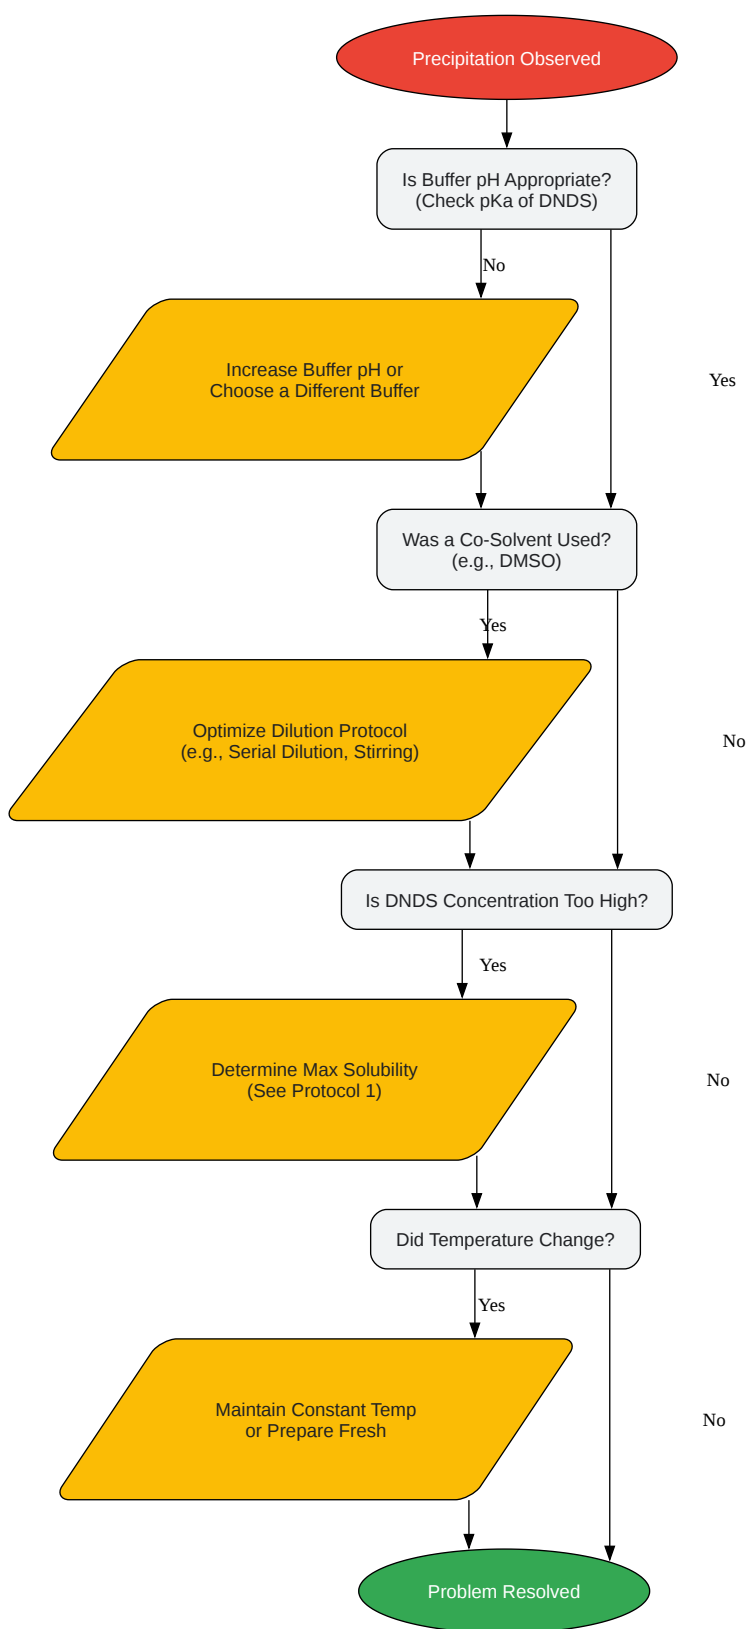 Precipitation Observed
Is Buffer pH Appropriate?
(Check pKa of DNDS)
No
Increase Buffer pH or
Choose a Different Buffer
Yes
Was a Co-Solvent Used?
(e.g., DMSO)
Yes
Optimize Dilution Protocol
(e.g., Serial Dilution, Stirring)
No
Is DNDS Concentration Too High?
Yes
Determine Max Solubility
(See Protocol 1)
No
Did Temperature Change?
Yes
Maintain Constant Temp
or Prepare Fresh
No
Problem Resolved